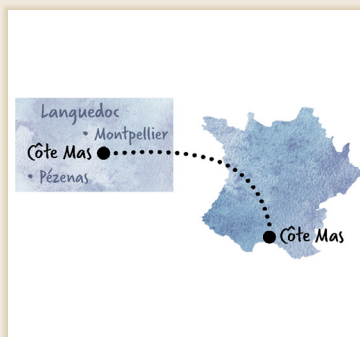 Languedoc
• Montpellier
Côte Mas
• Pézenas
Côte Mas